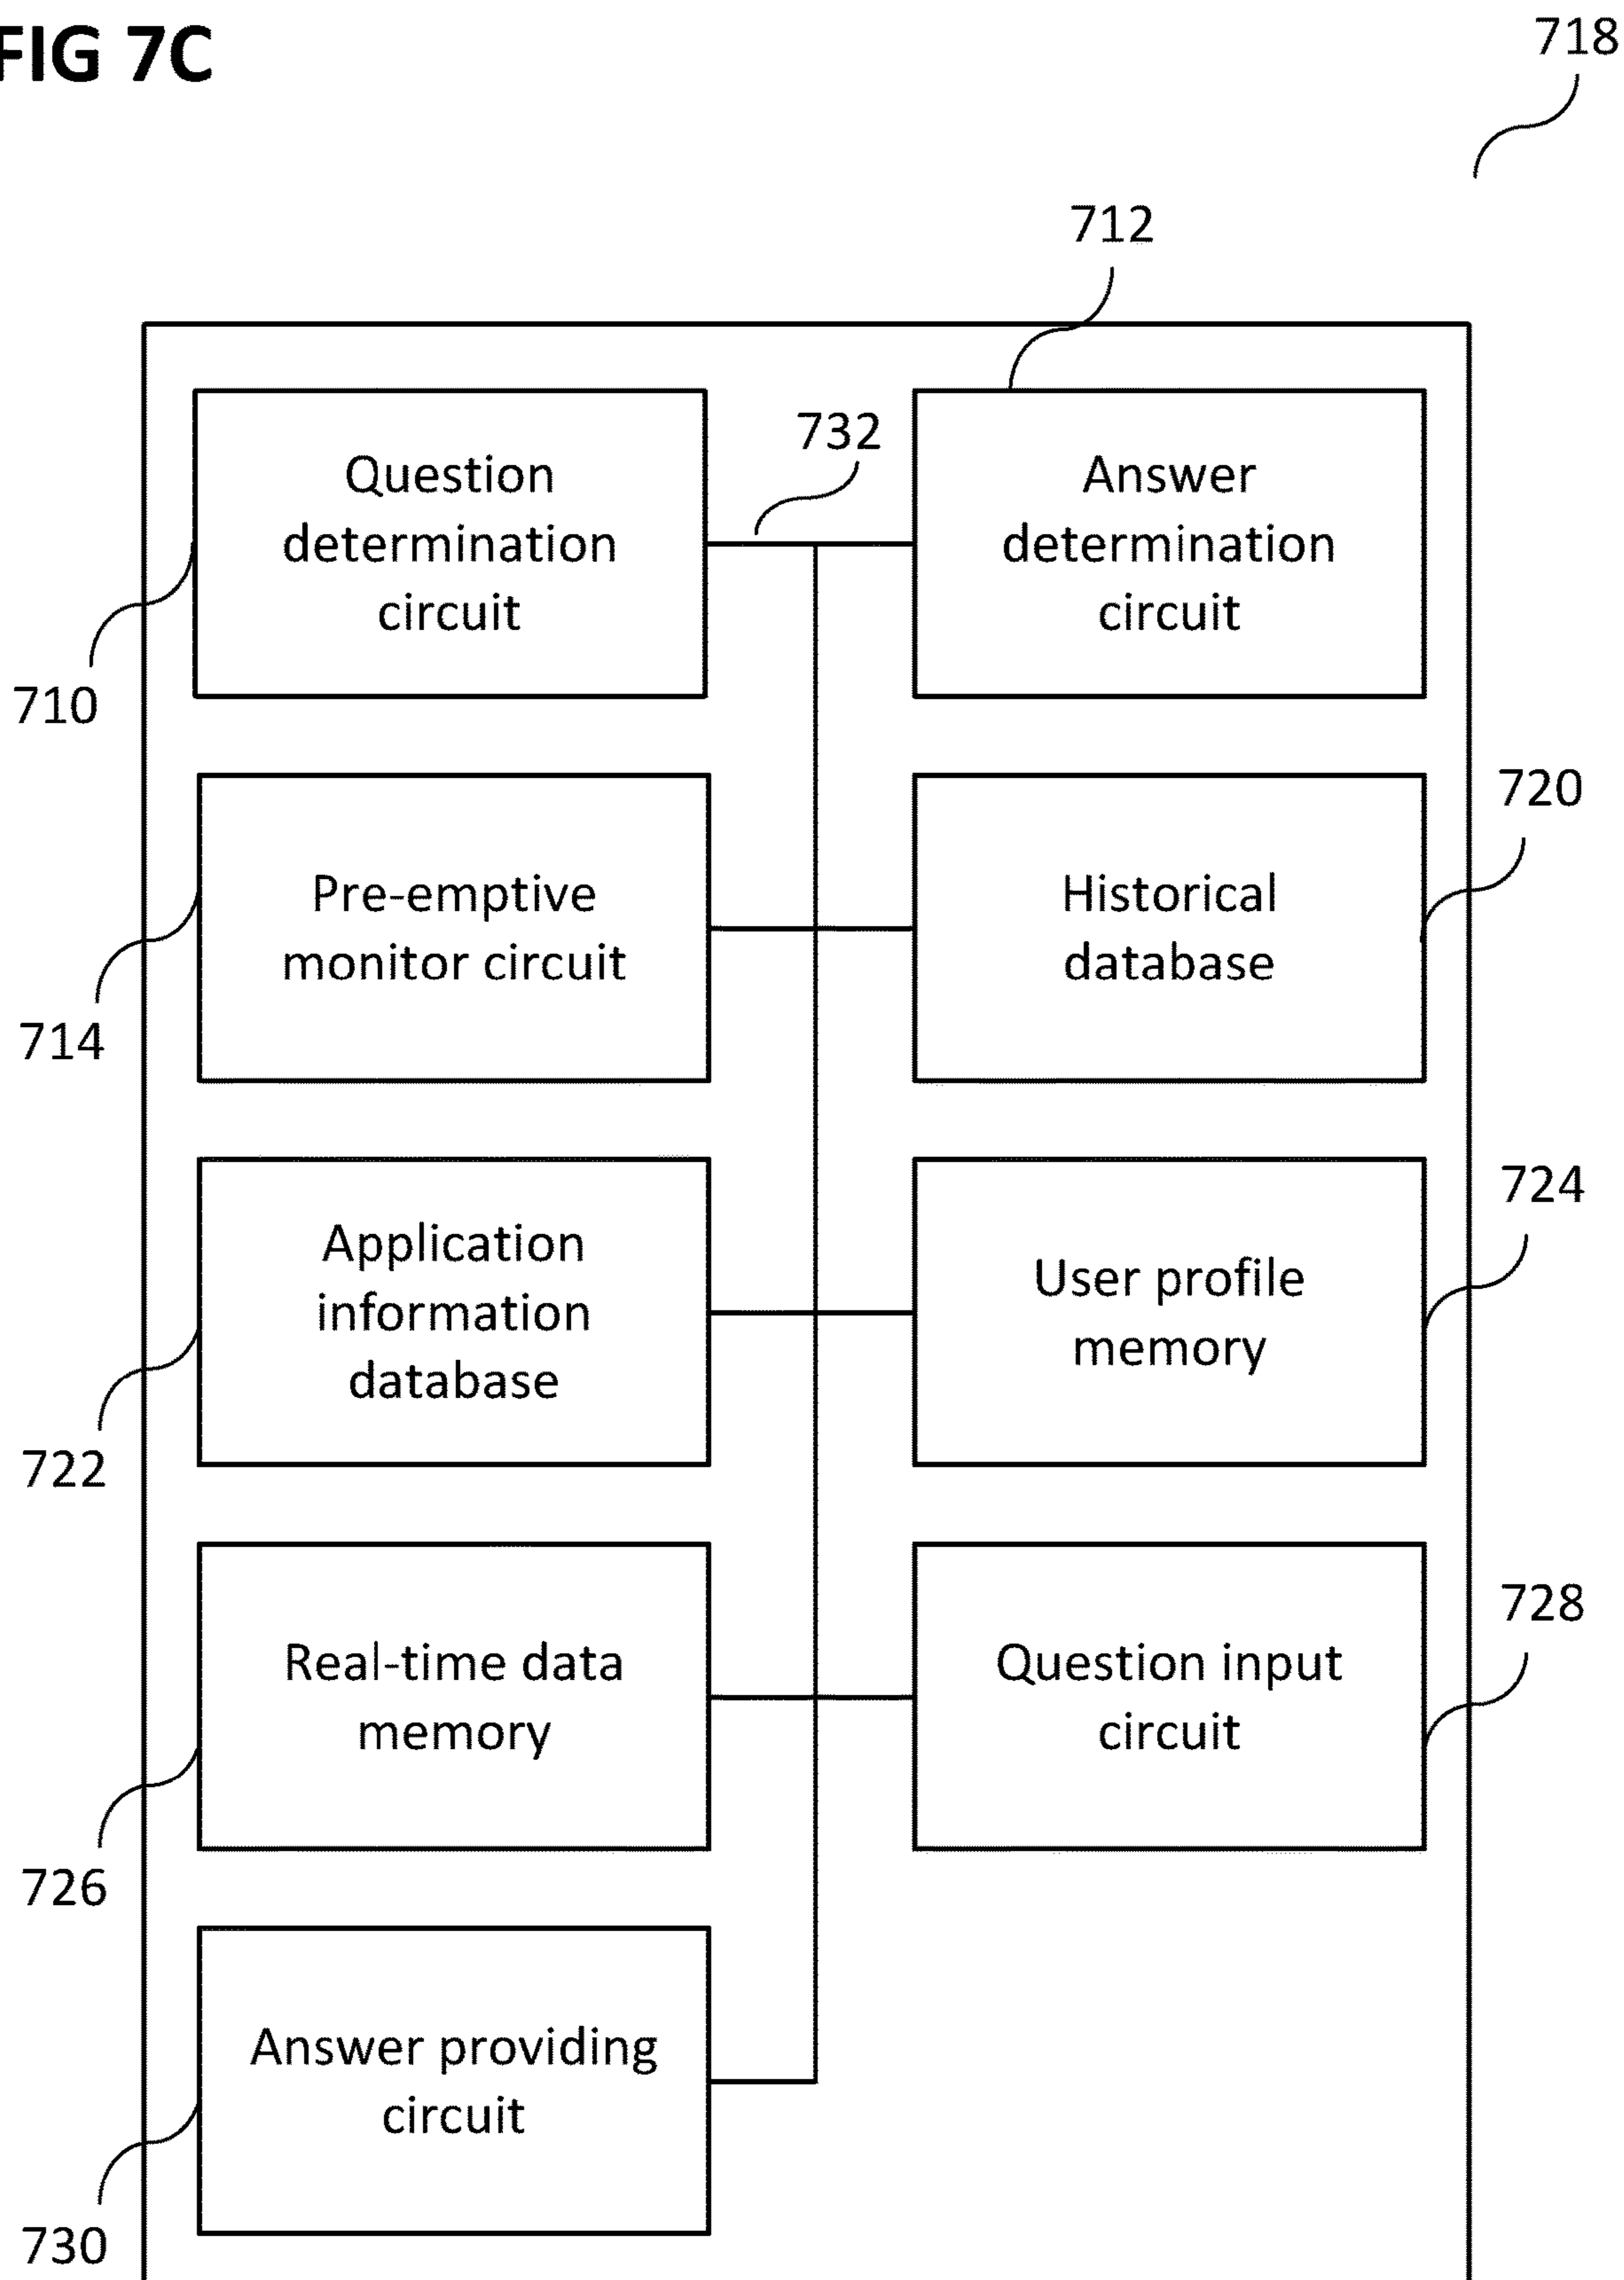 FIG 7C
718
712
732
Question
determination
circuit
Answer
determination
circuit
710
Pre-emptive
monitor circuit
714
Historical
database
720
Application
information
database
722
User profile
memory
724
Real-time data
memory
726
Question input
circuit
728
Answer providing
circuit
730